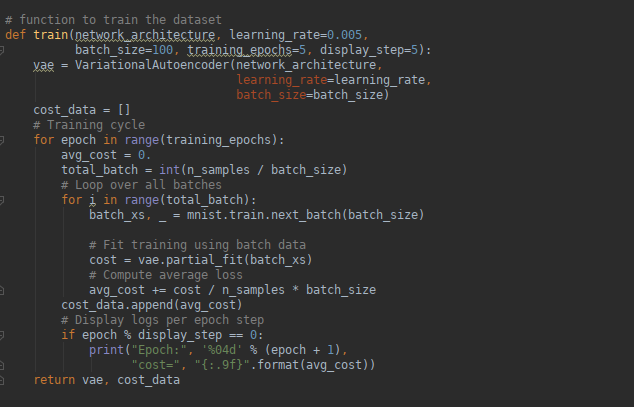 # function to train the dataset
def train(network_architecture, learning_rate=0.005,
          batch_size=100, training_epochs=5, display_step=5):
    vae = VariationalAutoencoder(network_architecture,
                                 learning_rate=learning_rate,
                                 batch_size=batch_size)
    cost_data = []
    # Training cycle
    for epoch in range(training_epochs):
        avg_cost = 0.
        total_batch = int(n_samples / batch_size)
        # Loop over all batches
        for i in range(total_batch):
            batch_xs, _ = mnist.train.next_batch(batch_size)

            # Fit training using batch data
            cost = vae.partial_fit(batch_xs)
            # Compute average loss
            avg_cost += cost / n_samples * batch_size
        cost_data.append(avg_cost)
        # Display logs per epoch step
        if epoch % display_step == 0:
            print("Epoch:", '%04d' % (epoch + 1),
                  "cost=", "{:.9f}".format(avg_cost))
    return vae, cost_data